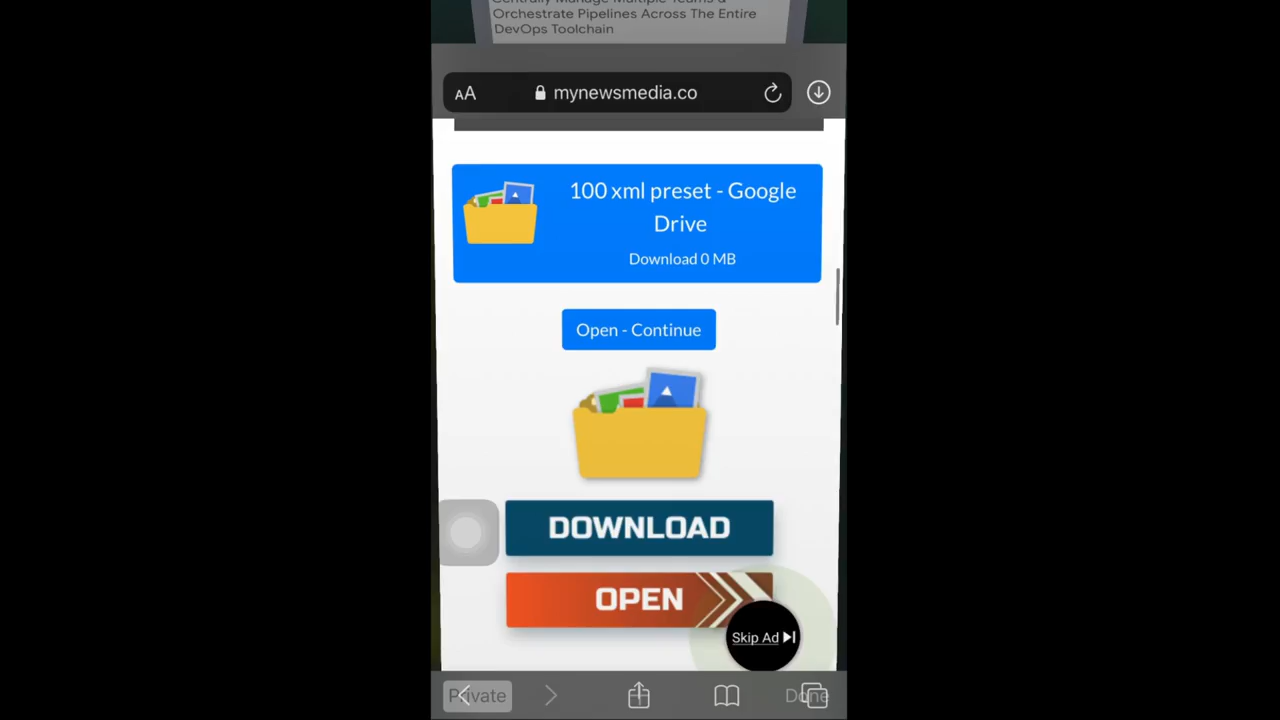 Centrally Manage Multiple Teams &
Orchestrate Pipelines Across The Entire
DevOps Toolchain
AA
mynewsmedia.co
100 xml preset - Google
Drive
Download 0 MB
Open - Continue
DOWNLOAD
OPEN
Skip Ad
Private
Done